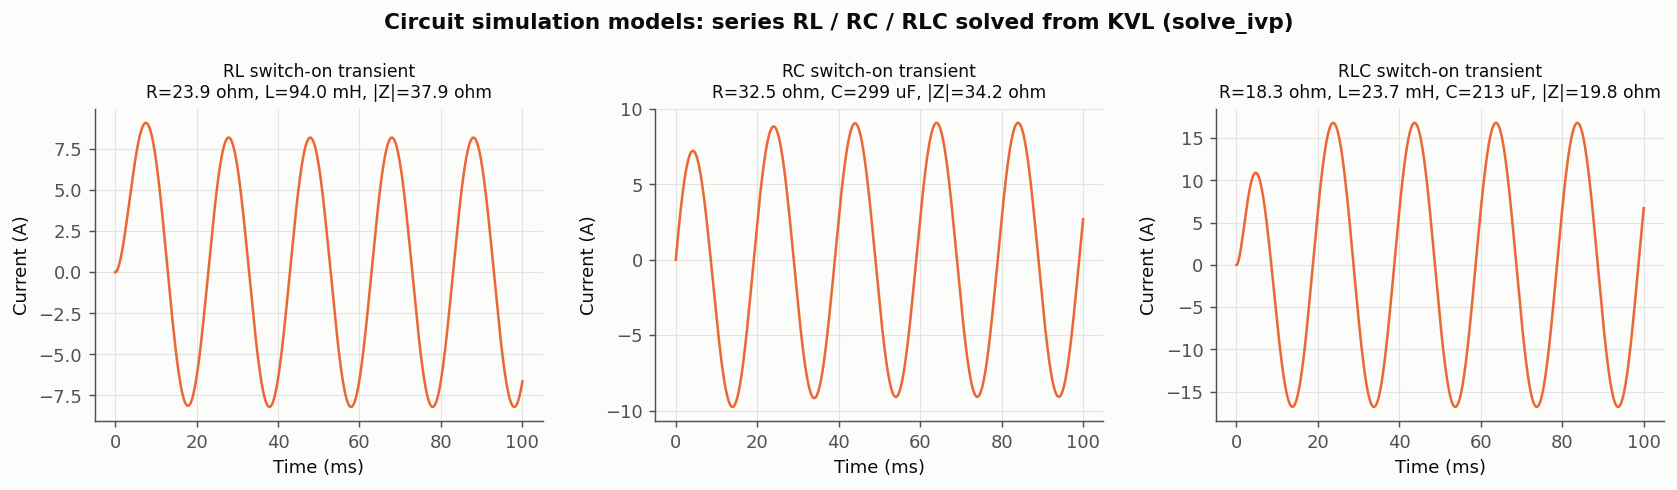 Circuit simulation models: series RL / RC / RLC solved from KVL (solve_ivp)
RL switch-on transient
R=23.9 ohm, L=94.0 mH, |Z|=37.9 ohm
Current (A)
7.5
5.0
2.5
0.0
−2.5
−5.0
−7.5
0 20 40 60 80 100
Time (ms)
RC switch-on transient
R=32.5 ohm, C=299 uF, |Z|=34.2 ohm
Current (A)
10
5
0
−5
−10
0 20 40 60 80 100
Time (ms)
RLC switch-on transient
R=18.3 ohm, L=23.7 mH, C=213 uF, |Z|=19.8 ohm
Current (A)
15
10
5
0
−5
−10
−15
0 20 40 60 80 100
Time (ms)